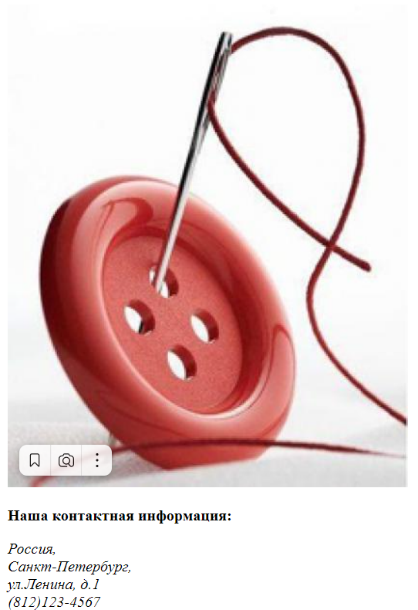 Наша контактная информация:
Россия,
Санкт-Петербург,
ул.Ленина, д.1
(812)123-4567